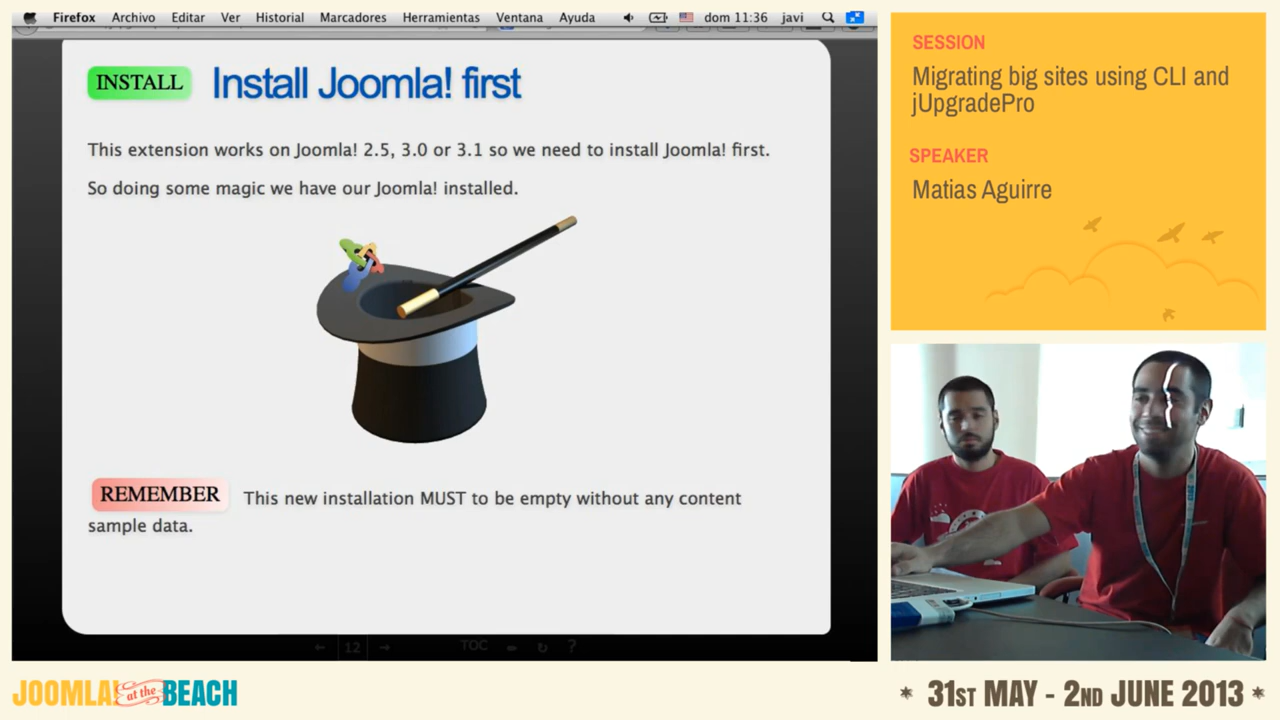 Firefox Archivo Editar Ver Historial Marcadores Herramientas Ventana Ayuda dom 11:36 javi
INSTALL Install Joomla! first
This extension works on Joomla! 2.5, 3.0 or 3.1 so we need to install Joomla! first.
So doing some magic we have our Joomla! installed.
REMEMBER This new installation MUST to be empty without any content
sample data.
12 TOC ?
SESSION
Migrating big sites using CLI and
jUpgradePro
SPEAKER
Matias Aguirre
JOOMLA! at the BEACH
* 31ST MAY - 2ND JUNE 2013 *